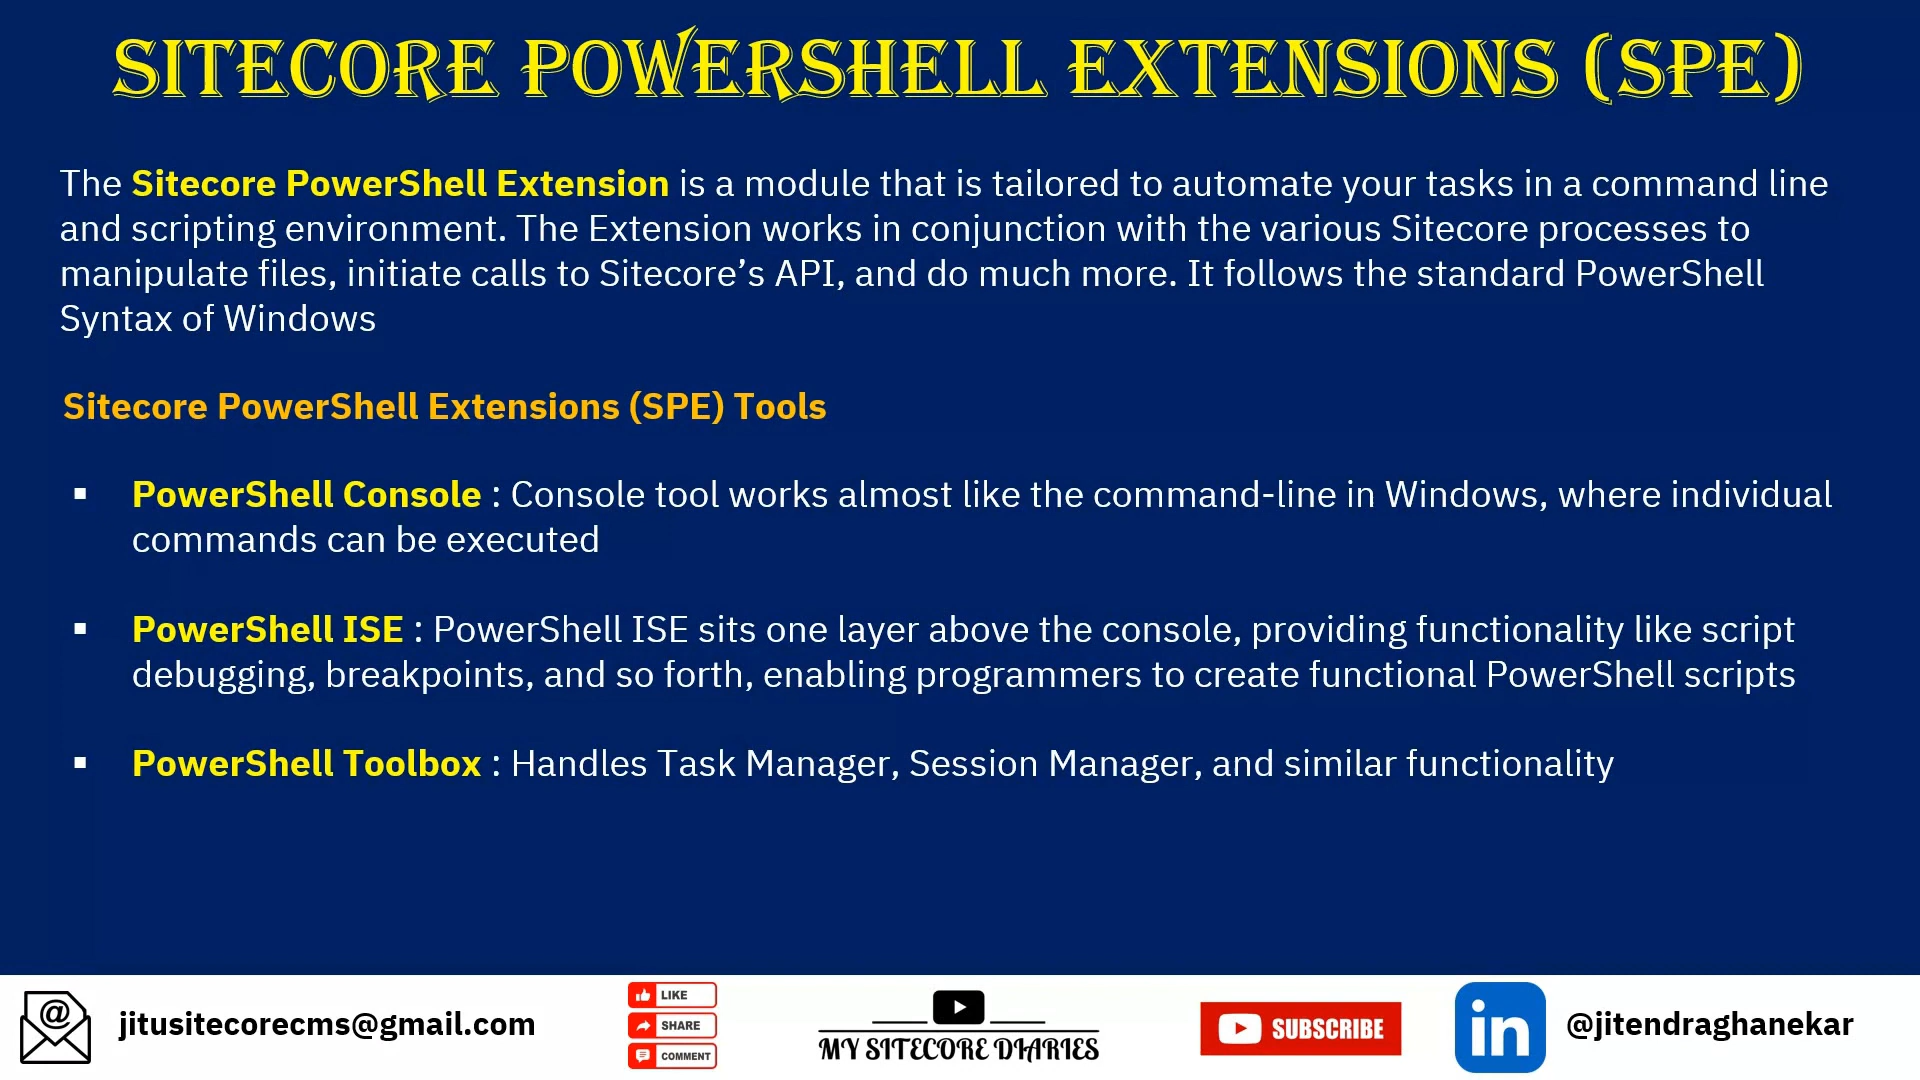 SITECORE POWERSHELL EXTENSIONS (SPE)
The Sitecore PowerShell Extension is a module that is tailored to automate your tasks in a command line
and scripting environment. The Extension works in conjunction with the various Sitecore processes to
manipulate files, initiate calls to Sitecore’s API, and do much more. It follows the standard PowerShell
Syntax of Windows
Sitecore PowerShell Extensions (SPE) Tools
▪ PowerShell Console : Console tool works almost like the command-line in Windows, where individual
commands can be executed
▪ PowerShell ISE : PowerShell ISE sits one layer above the console, providing functionality like script
debugging, breakpoints, and so forth, enabling programmers to create functional PowerShell scripts
▪ PowerShell Toolbox : Handles Task Manager, Session Manager, and similar functionality
@
jitusitecorecms@gmail.com
LIKE
SHARE
COMMENT
MY SITECORE DIARIES
SUBSCRIBE
in
@jitendraghanekar